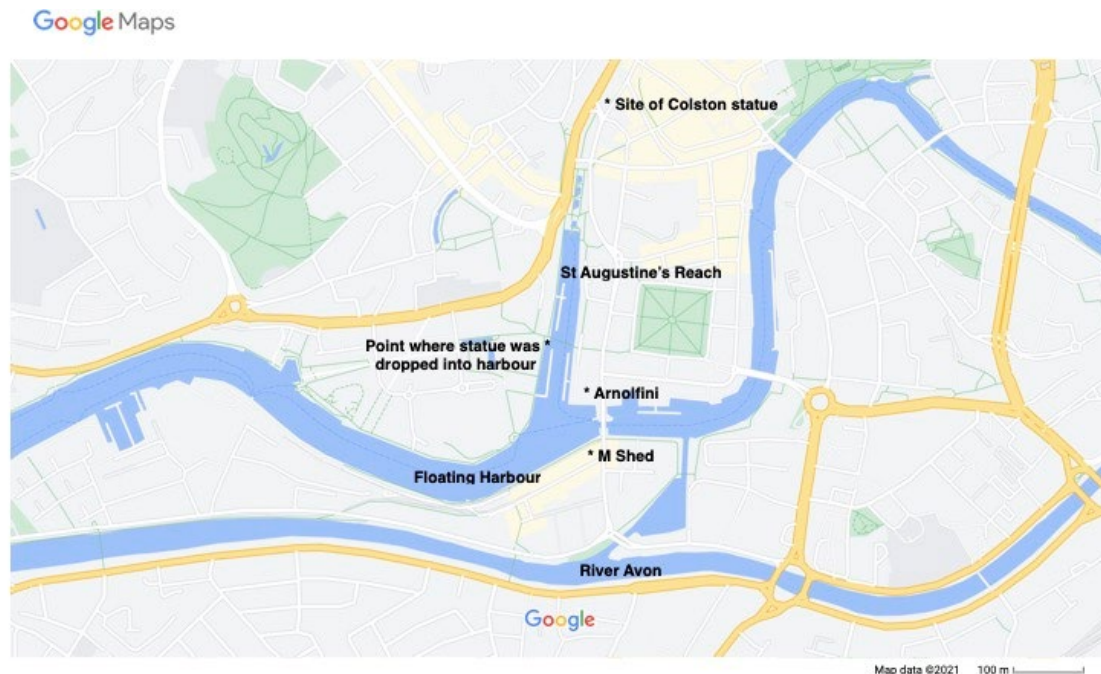 Google Maps
* Site of Colston statue
St Augustine's Reach
Point where statue was *
dropped into harbour
* Arnolfini
* M Shed
Floating Harbour
River Avon
Google
Map data ©2021 100 m